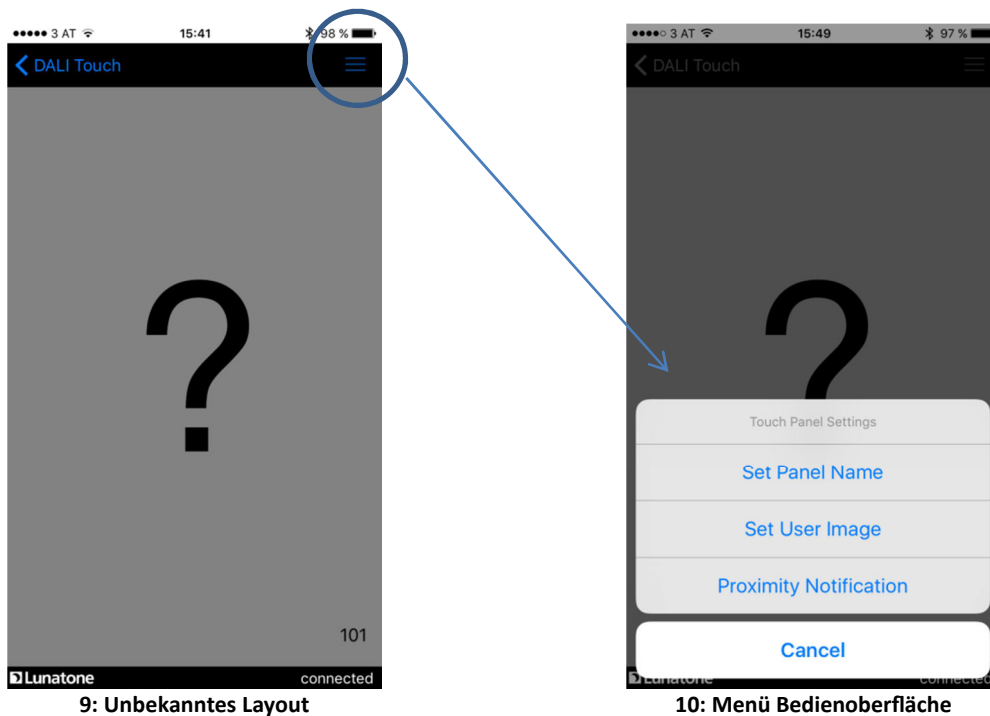 3 AT 15:41 98 %
DALI Touch
?
101
Lunatone connected
9: Unbekanntes Layout
3 AT 15:49 97 %
DALI Touch
?
Touch Panel Settings
Set Panel Name
Set User Image
Proximity Notification
Cancel
Lunatone connected
10: Menü Bedienoberfläche